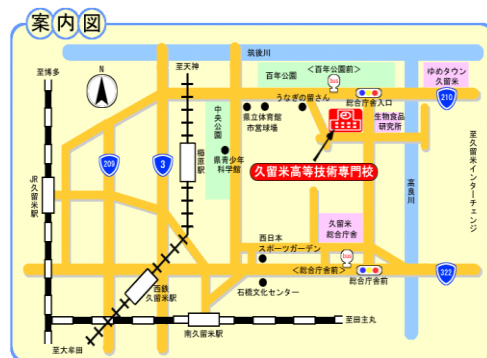 案内図
筑後川
至博多
N
至天神
百年公園
<百年公園前>
bus
ゆめタウン
久留米
うなぎの留さん
総合庁舎入口
210
県立体育館
市営球場
中央公園
生物食品
研究所
県青少年
科学館
209
3
櫛原駅
久留米高等技術専門校
JR久留米駅
高良川
至久留米インターチェンジ
久留米
総合庁舎
西日本
スポーツガーデン
bus
<総合庁舎前>
総合庁舎前
322
西鉄
久留米駅
石橋文化センター
南久留米駅
至田主丸
至大牟田